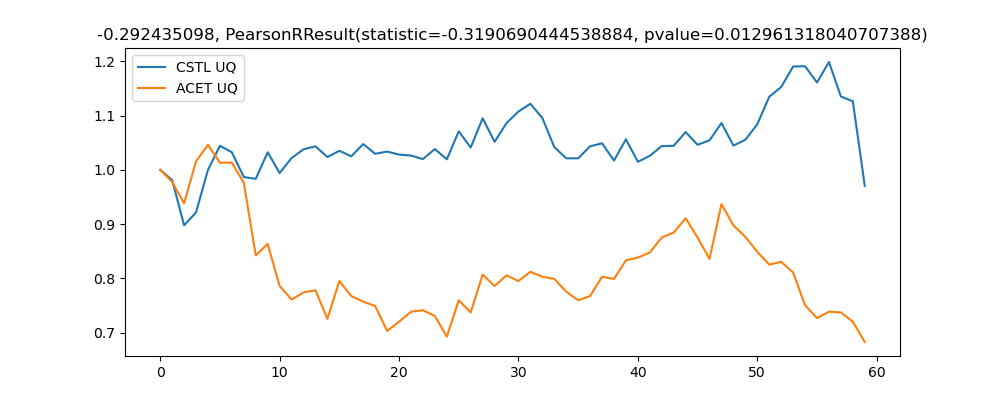 -0.292435098, PearsonRResult(statistic=-0.3190690444538884, pvalue=0.012961318040707388)
CSTL UQ
ACET UQ
1.2
1.1
1.0
0.9
0.8
0.7
0 10 20 30 40 50 60